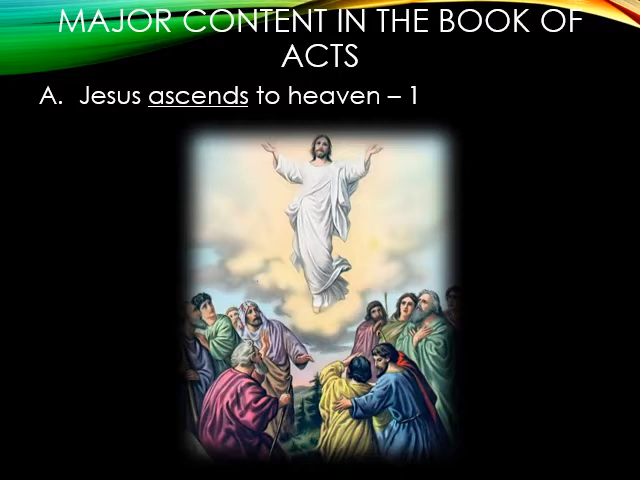 MAJOR CONTENT IN THE BOOK OF
ACTS
A. Jesus ascends to heaven – 1